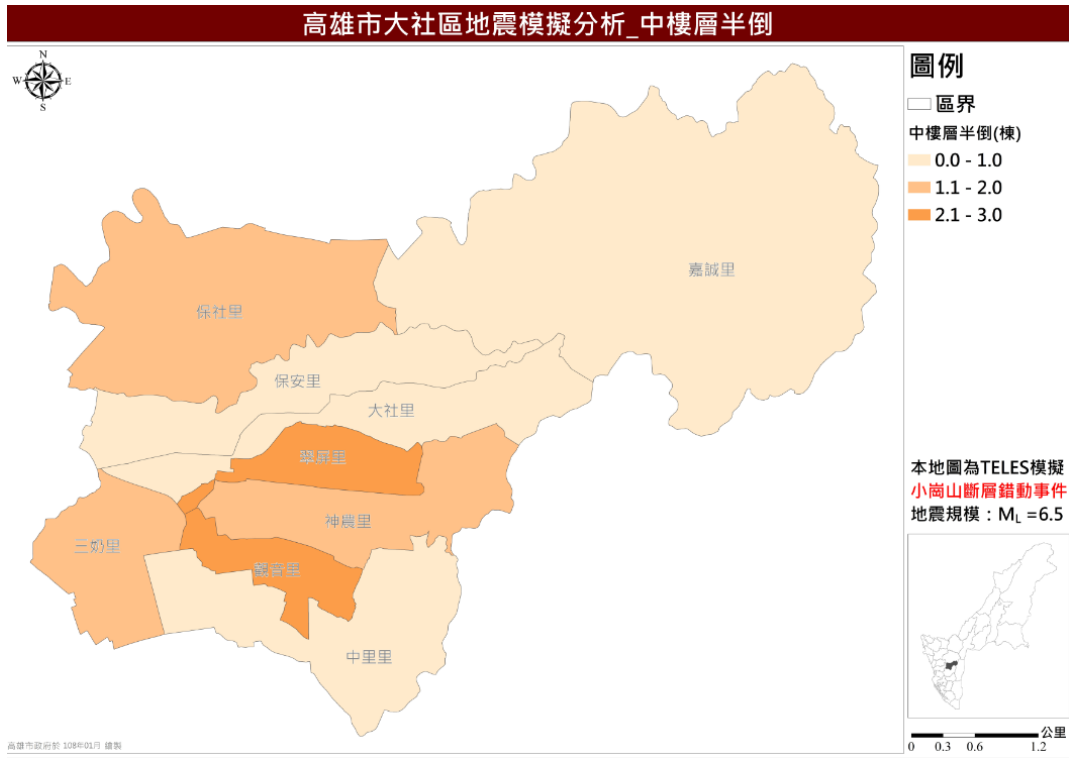 高雄市大社區地震模擬分析_中樓層半倒
N
W E
S
圖例
區界
中樓層半倒(棟)
0.0 - 1.0
1.1 - 2.0
2.1 - 3.0
嘉誠里
保社里
保安里
大社里
翠屏里
神農里
三奶里
觀音里
中里里
本地圖為TELES模擬
小崗山斷層錯動事件
地震規模：ML =6.5
公里
0 0.3 0.6 1.2
高雄市政府於 108年01月 繪製